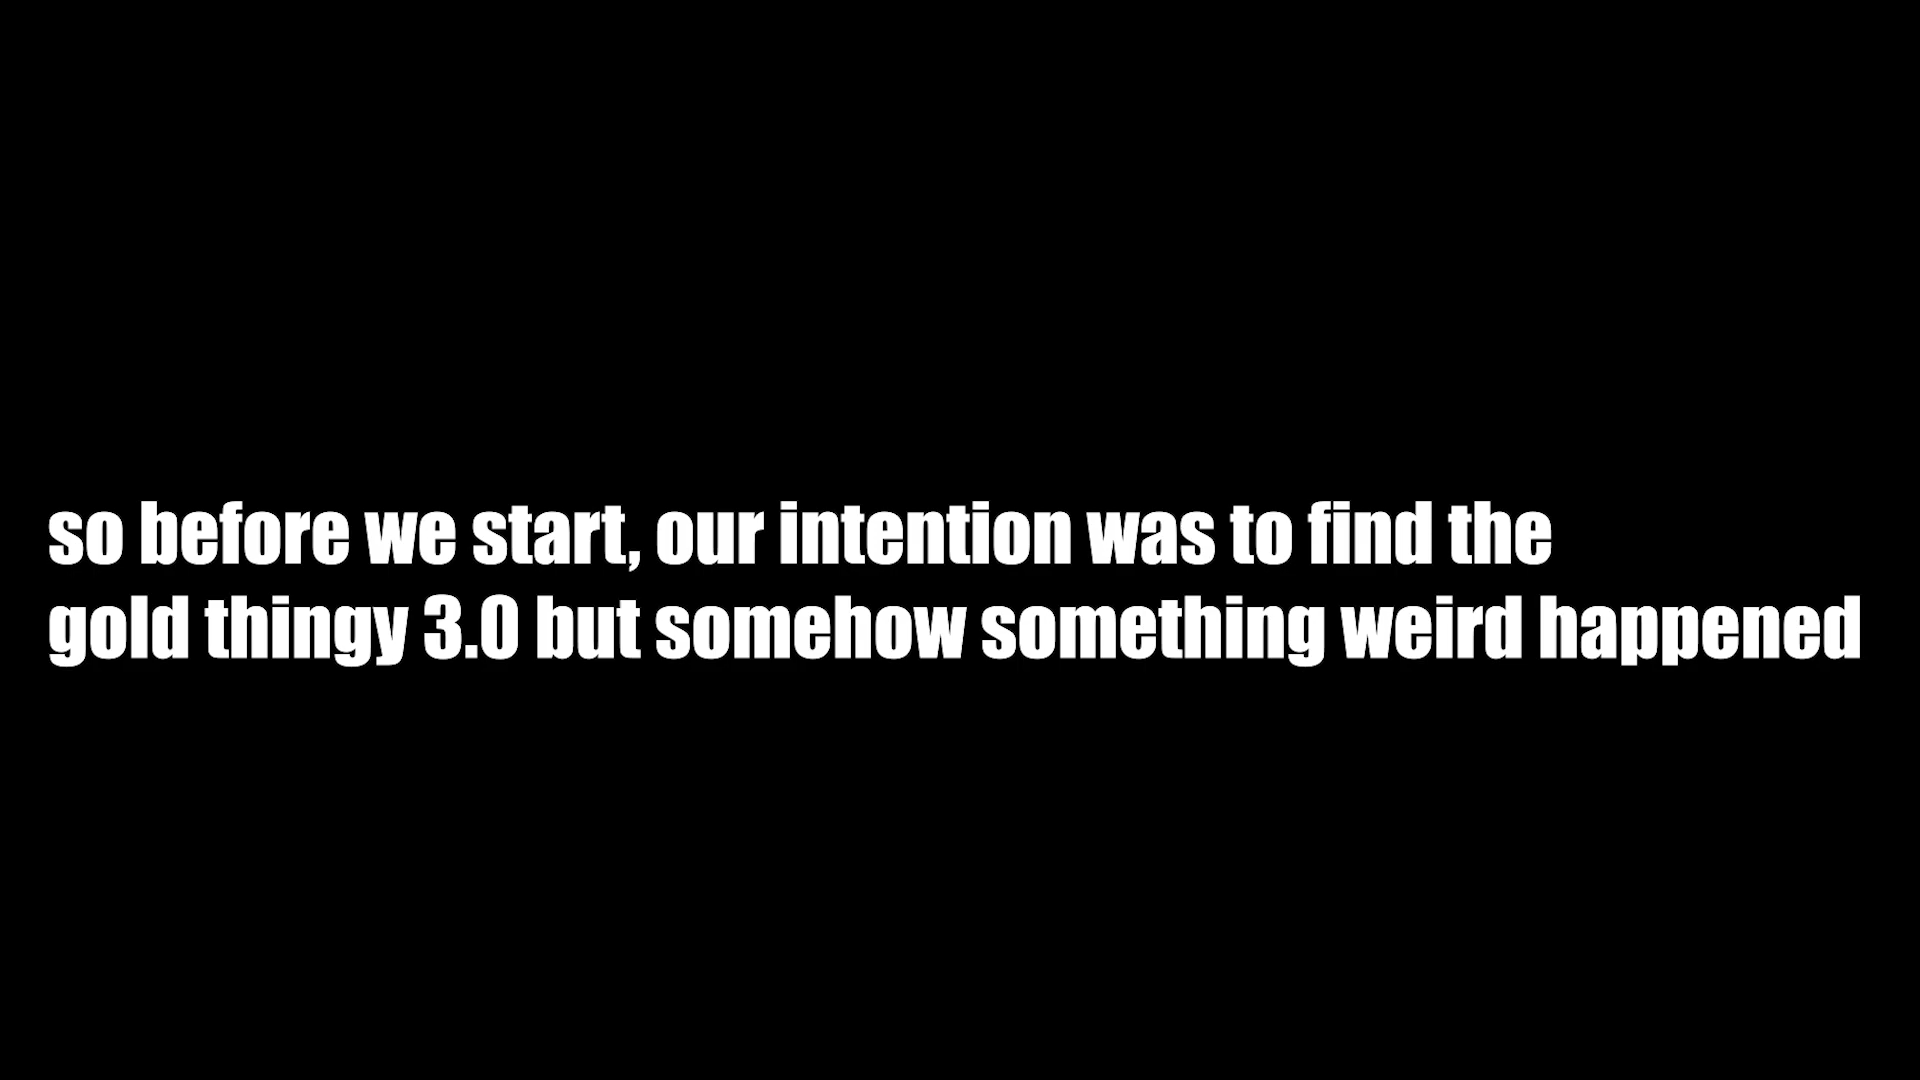 so before we start, our intention was to find the
gold thingy 3.0 but somehow something weird happened